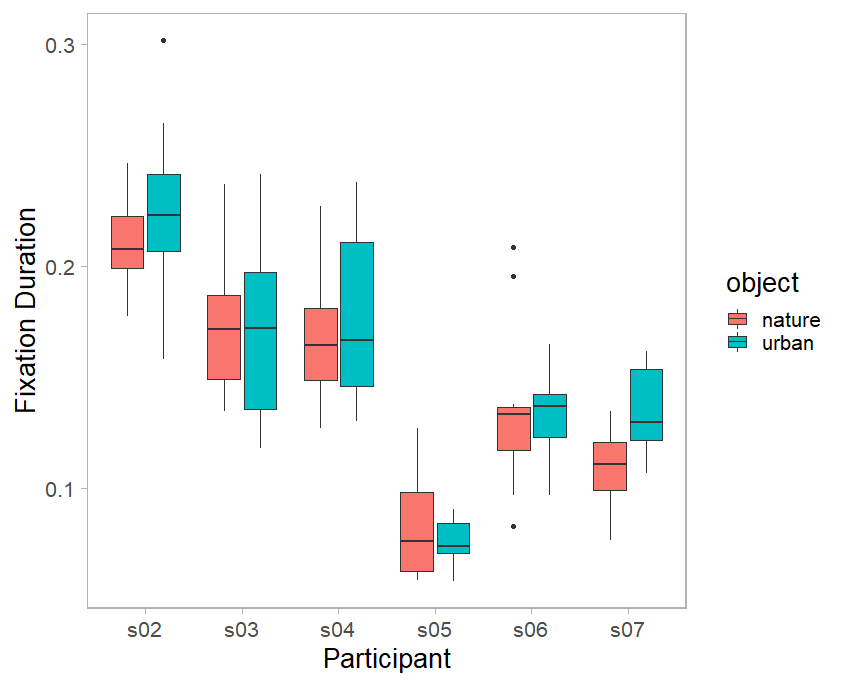 0.3
0.2
0.1
Fixation Duration
s02 s03 s04 s05 s06 s07
Participant
object
nature
urban